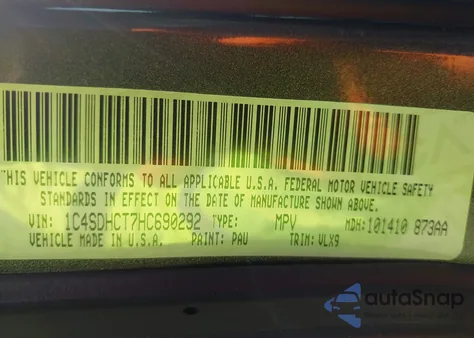 THIS VEHICLE CONFORMS TO ALL APPLICABLE U.S.A. FEDERAL MOTOR VEHICLE SAFETY
STANDARDS IN EFFECT ON THE DATE OF MANUFACTURE SHOWN ABOVE.
VIN: 1C4SDHCT7HC690292 TYPE: MPV MDH: 101410 873AA
VEHICLE MADE IN U.S.A. PAINT: PAU TRIM: VLX9
autoSnap